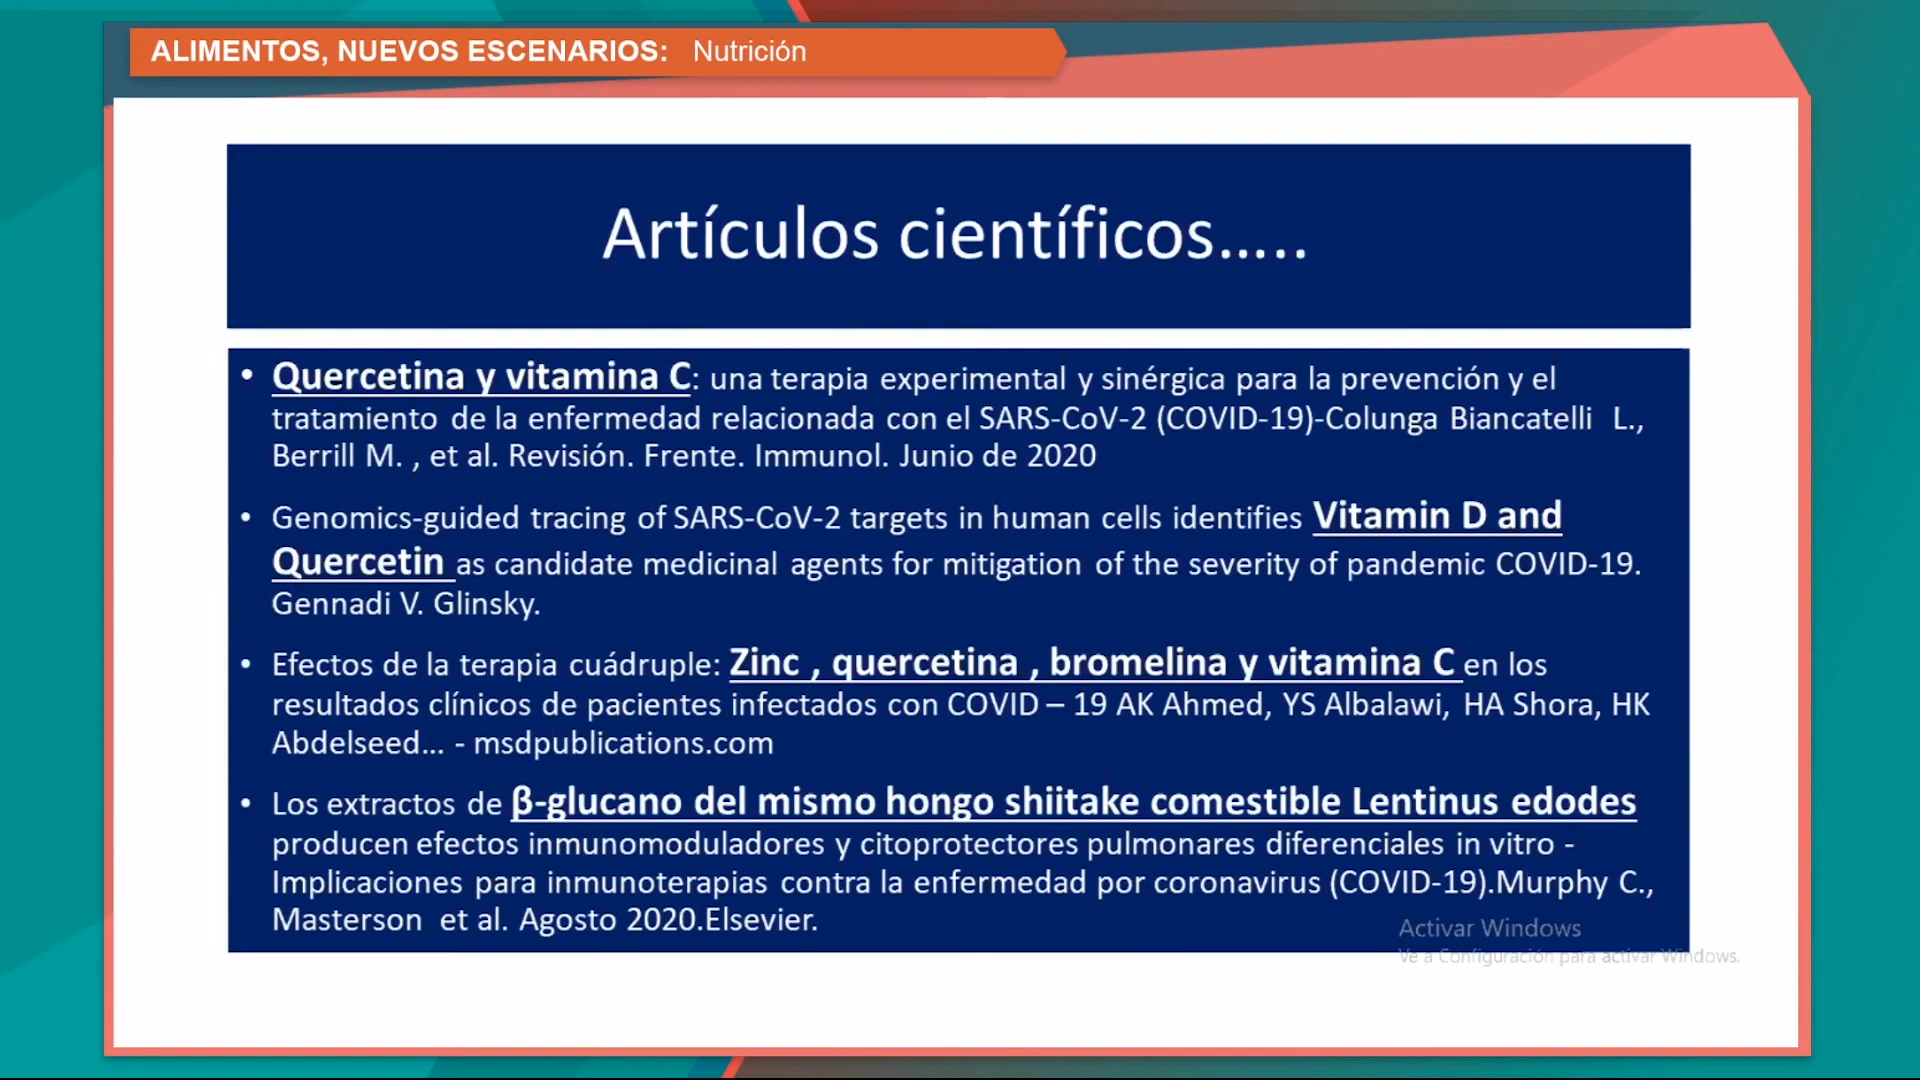 ALIMENTOS, NUEVOS ESCENARIOS: Nutrición
Artículos científicos.....
• Quercetina y vitamina C: una terapia experimental y sinérgica para la prevención y el
tratamiento de la enfermedad relacionada con el SARS-CoV-2 (COVID-19)-Colunga Biancatelli L.,
Berrill M. , et al. Revisión. Frente. Immunol. Junio de 2020
• Genomics-guided tracing of SARS-CoV-2 targets in human cells identifies Vitamin D and
Quercetin as candidate medicinal agents for mitigation of the severity of pandemic COVID-19.
Gennadi V. Glinsky.
• Efectos de la terapia cuádruple: Zinc , quercetina , bromelina y vitamina C en los
resultados clínicos de pacientes infectados con COVID – 19 AK Ahmed, YS Albalawi, HA Shora, HK
Abdelseed… - msdpublications.com
• Los extractos de β-glucano del mismo hongo shiitake comestible Lentinus edodes
producen efectos inmunomoduladores y citoprotectores pulmonares diferenciales in vitro -
Implicaciones para inmunoterapias contra la enfermedad por coronavirus (COVID-19).Murphy C.,
Masterson et al. Agosto 2020.Elsevier.
Activar Windows
Ve a Configuración para activar Windows.